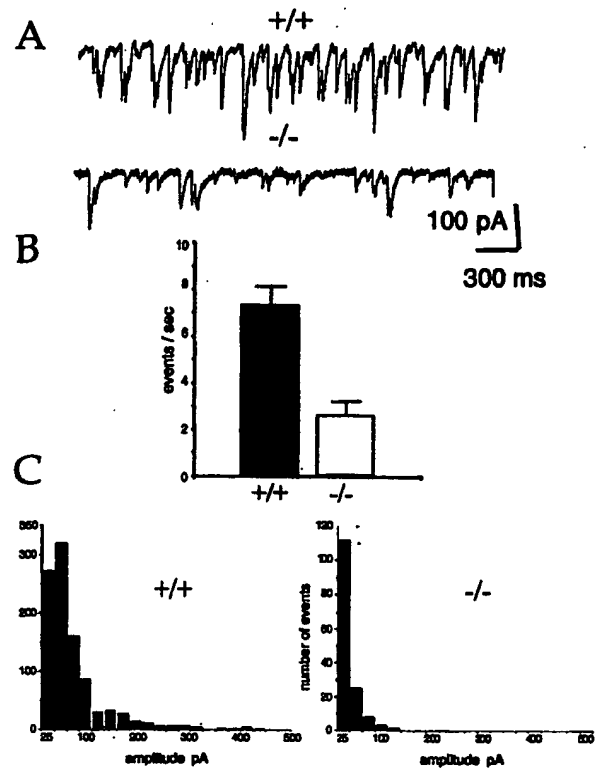 A
+/+
-/-
100 pA
300 ms
B
10
8
6
4
2
0
events / sec
+/+ -/-
C
350
300
200
100
0
+/+
25 100 200 300 400 500
amplitude pA
120
100
80
60
40
20
0
number of events
-/-
25 100 200 300 400 500
amplitude pA